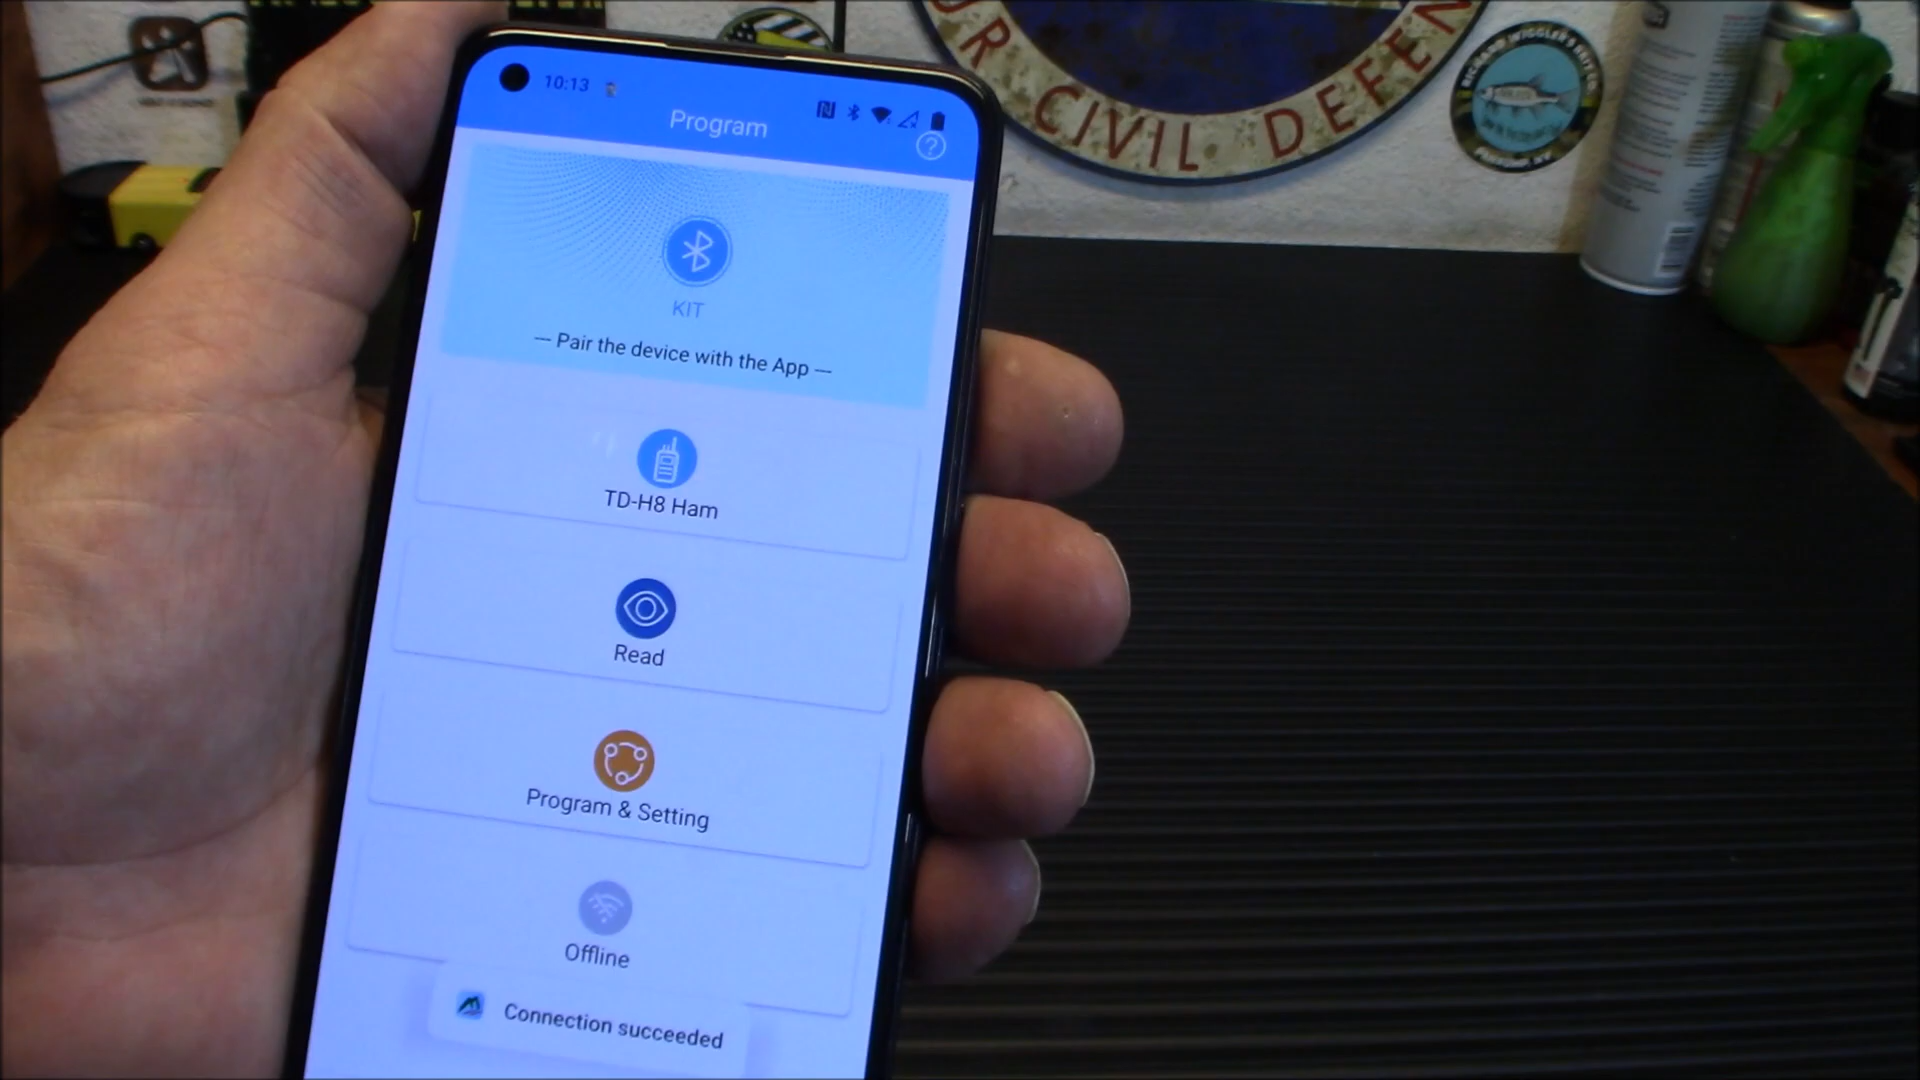 10:13
Program
?
KIT
— Pair the device with the App —
TD-H8 Ham
Read
Program & Setting
Offline
Connection succeeded
UR CIVIL DEFEN